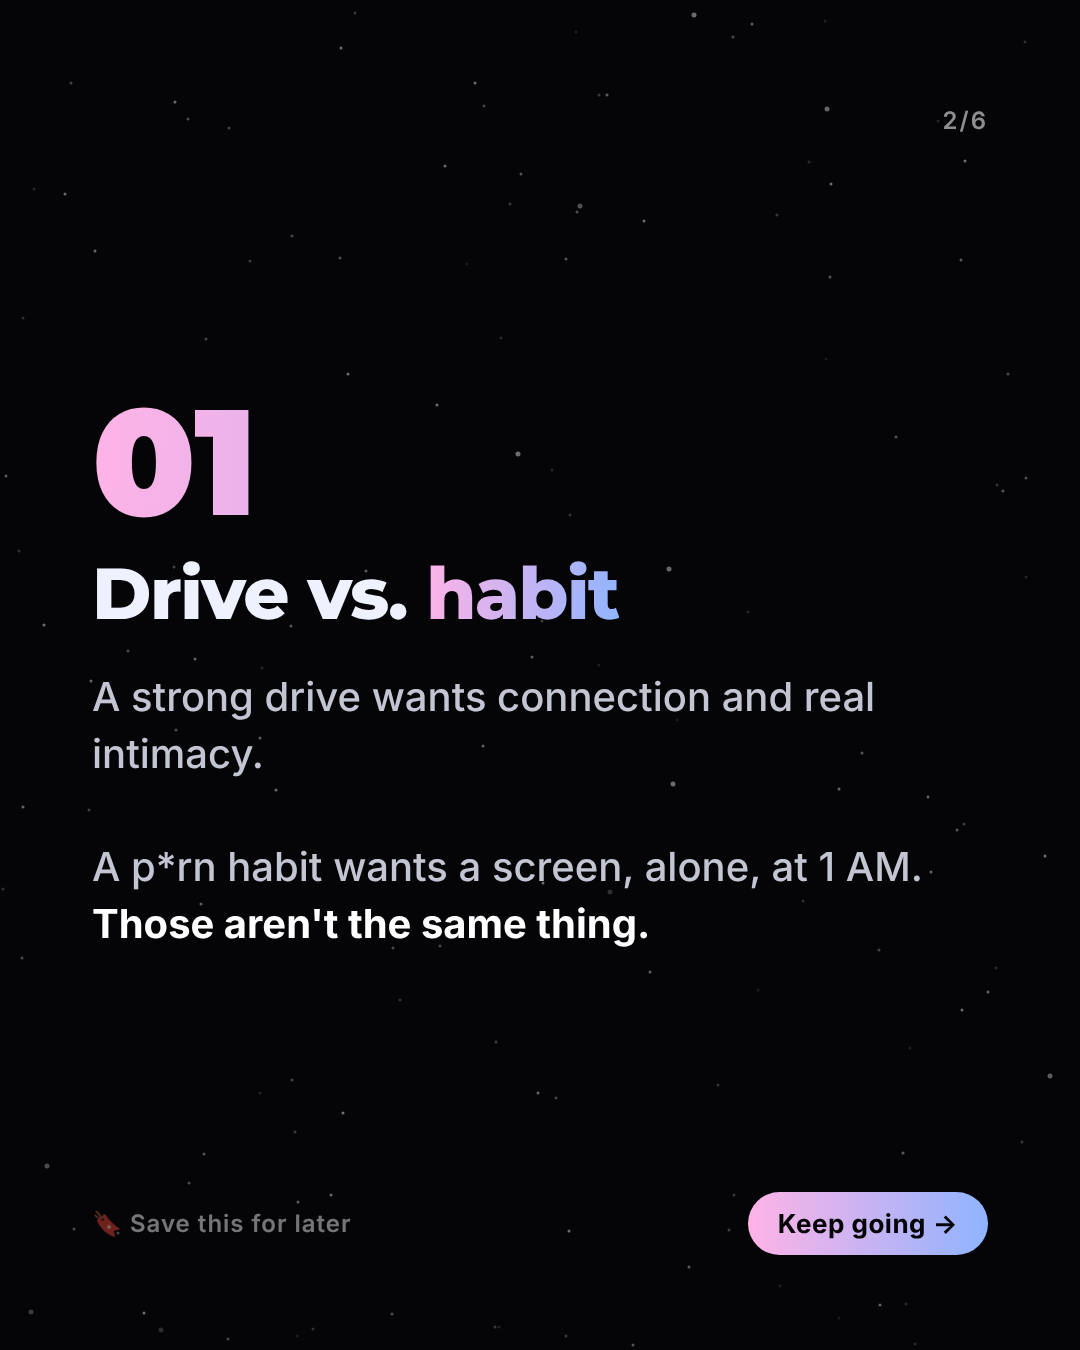 2/6
01
Drive vs. habit
A strong drive wants connection and real
intimacy.
A p*rn habit wants a screen, alone, at 1 AM.
Those aren't the same thing.
🔖 Save this for later
Keep going →